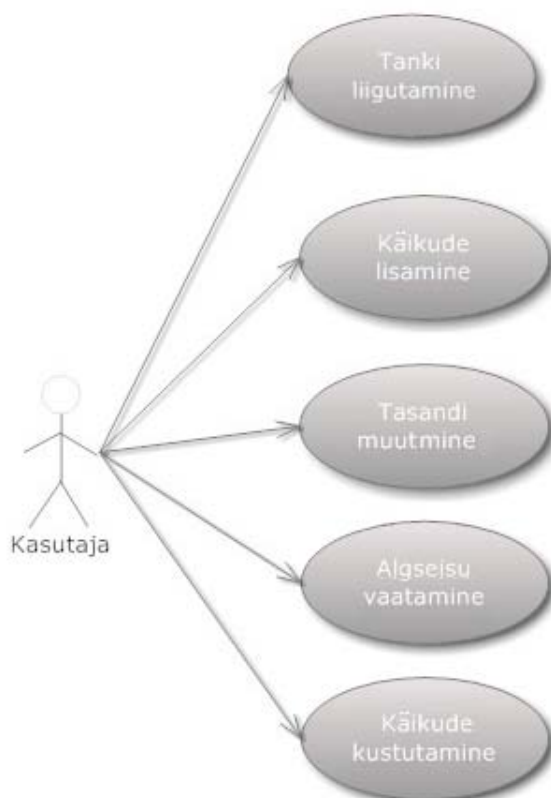 Tanki
liigutamine
Käikude
lisamine
Tasandi
muutmine
Kasutaja
Algseisu
vaatamine
Käikude
kustutamine